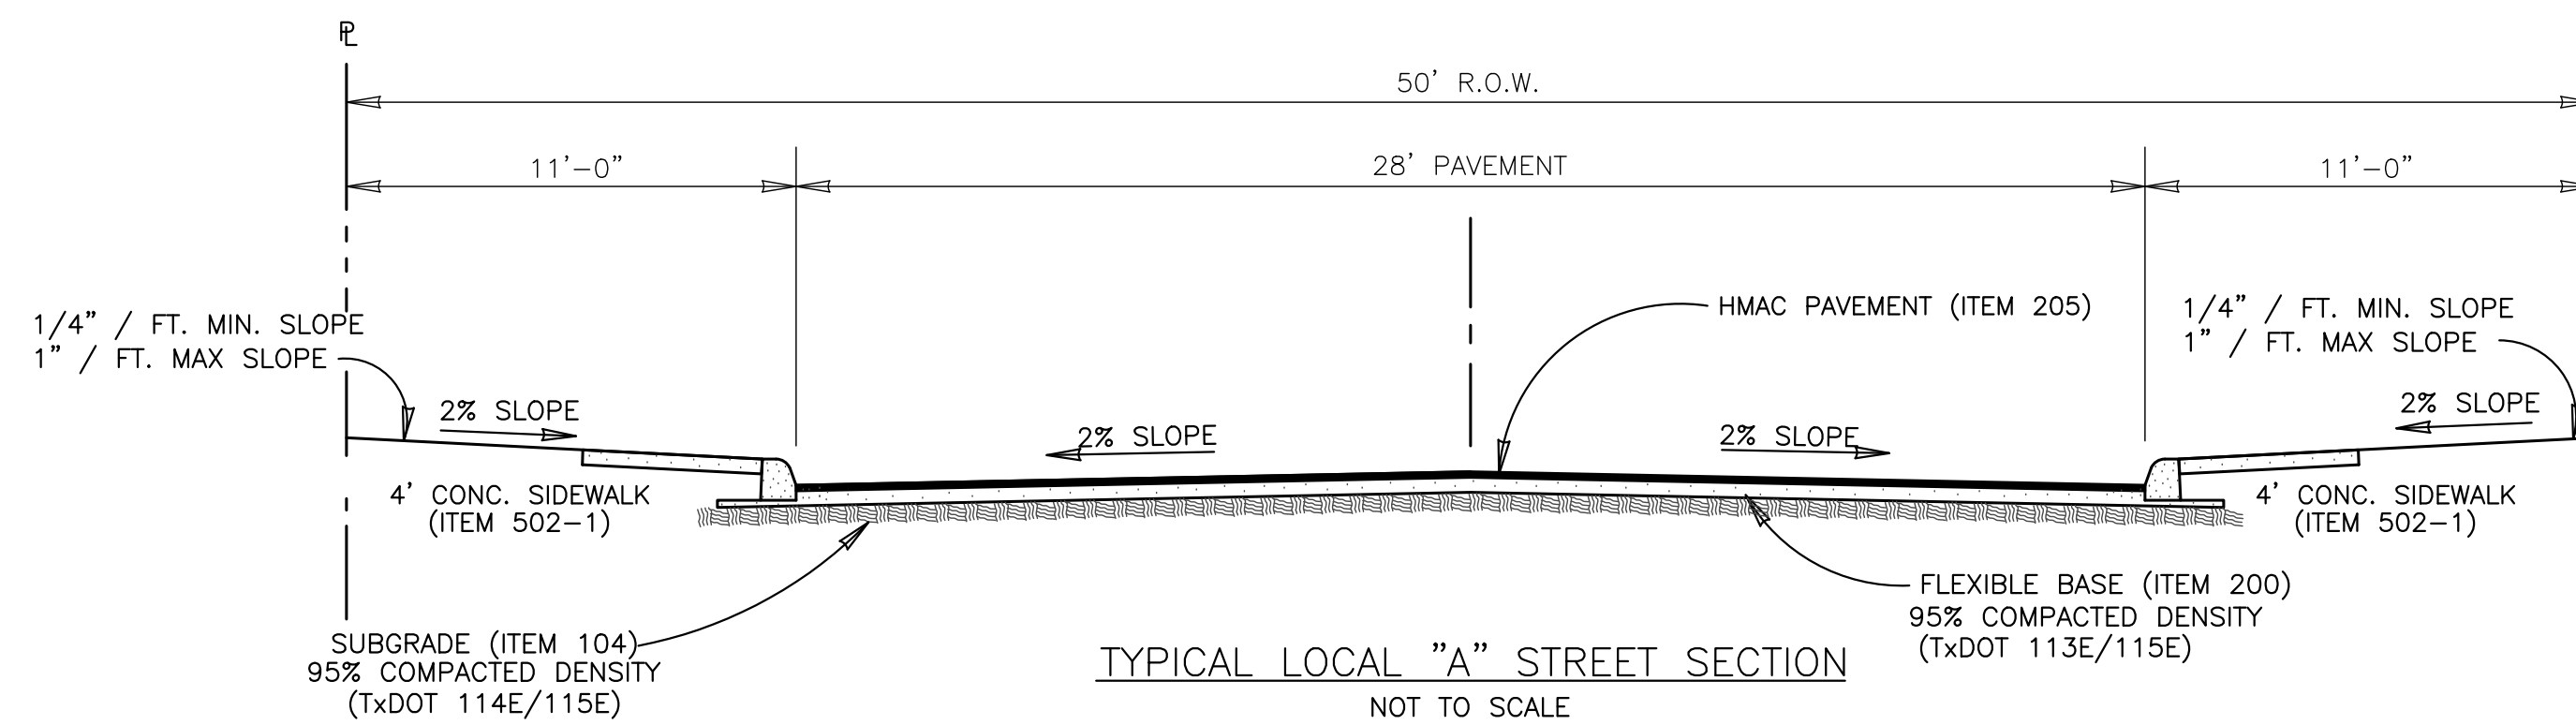 ℄
50' R.O.W.
11'-0"
28' PAVEMENT
11'-0"
1/4" / FT. MIN. SLOPE
1" / FT. MAX SLOPE
HMAC PAVEMENT (ITEM 205)
1/4" / FT. MIN. SLOPE
1" / FT. MAX SLOPE
2% SLOPE
2% SLOPE
2% SLOPE
2% SLOPE
4' CONC. SIDEWALK
(ITEM 502-1)
4' CONC. SIDEWALK
(ITEM 502-1)
SUBGRADE (ITEM 104)
95% COMPACTED DENSITY
(TxDOT 114E/115E)
FLEXIBLE BASE (ITEM 200)
95% COMPACTED DENSITY
(TxDOT 113E/115E)
TYPICAL LOCAL "A" STREET SECTION
NOT TO SCALE